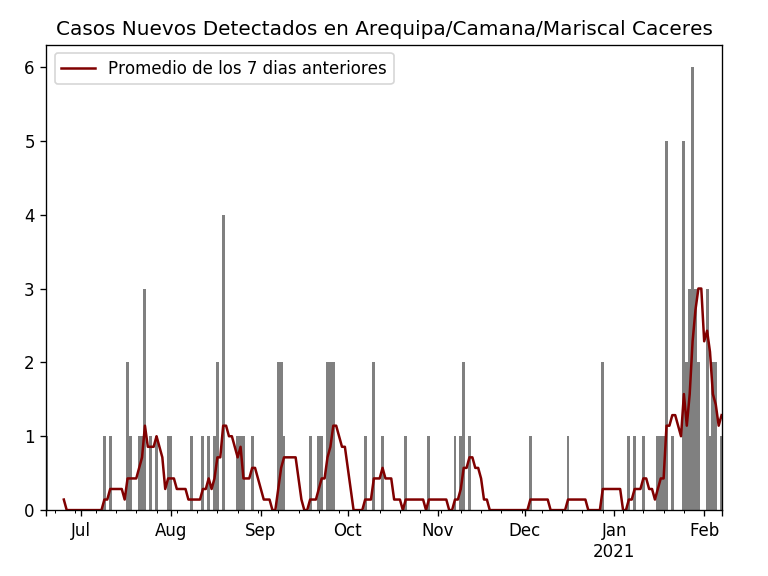 Casos Nuevos Detectados en Arequipa/Camana/Mariscal Caceres
Promedio de los 7 dias anteriores
6
5
4
3
2
1
0
Jul Aug Sep Oct Nov Dec Jan Feb
2021